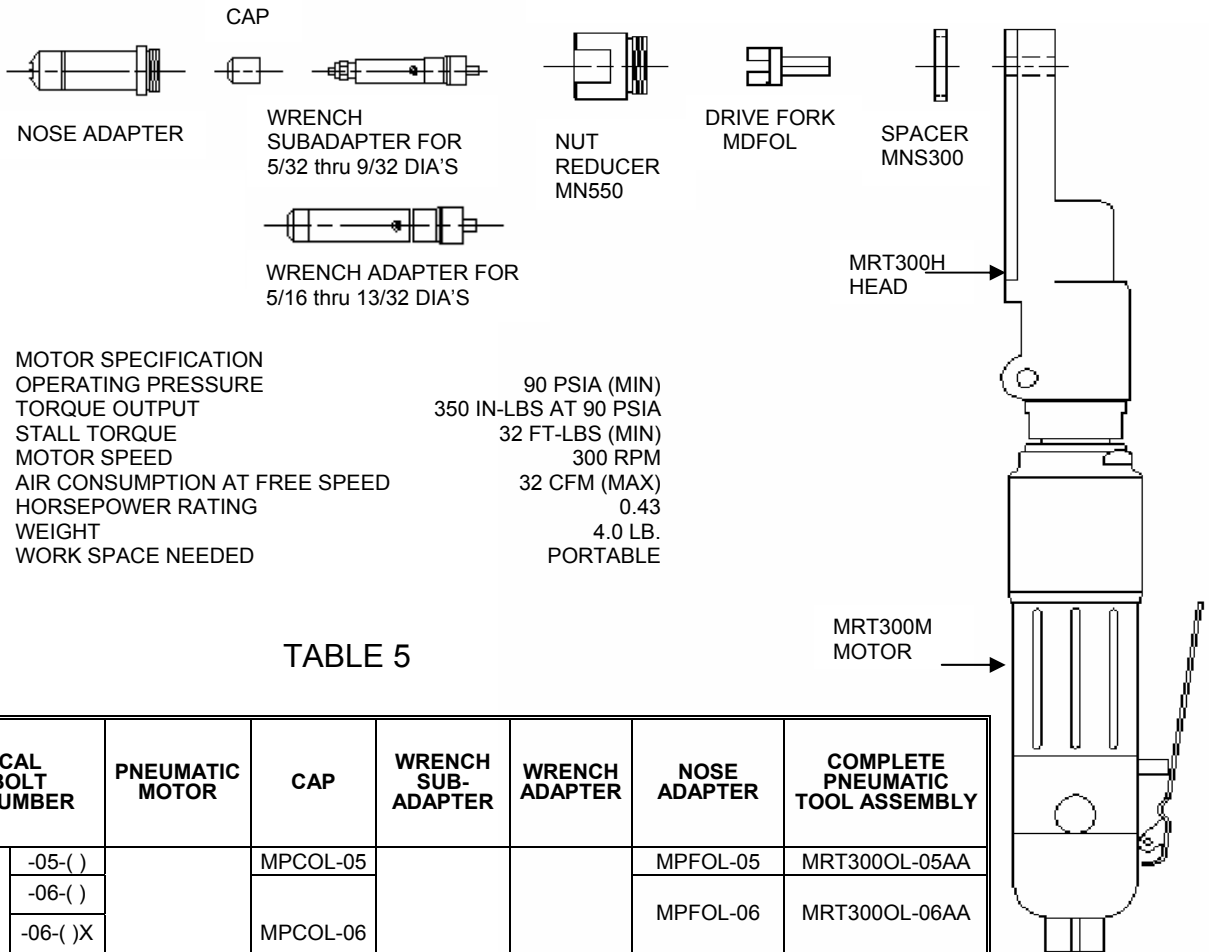 CAP
NOSE ADAPTER
WRENCH
SUBADAPTER FOR
5/32 thru 9/32 DIA’S
NUT
REDUCER
MN550
DRIVE FORK
MDFOL
SPACER
MNS300
WRENCH ADAPTER FOR
5/16 thru 13/32 DIA’S
MRT300H
HEAD
MOTOR SPECIFICATION
OPERATING PRESSURE 90 PSIA (MIN)
TORQUE OUTPUT 350 IN-LBS AT 90 PSIA
STALL TORQUE 32 FT-LBS (MIN)
MOTOR SPEED 300 RPM
AIR CONSUMPTION AT FREE SPEED 32 CFM (MAX)
HORSEPOWER RATING 0.43
WEIGHT 4.0 LB.
WORK SPACE NEEDED PORTABLE
MRT300M
MOTOR
TABLE 5
PNEUMATIC
MOTOR
CAP
WRENCH
SUB-
ADAPTER
WRENCH
ADAPTER
NOSE
ADAPTER
COMPLETE
PNEUMATIC
TOOL ASSEMBLY
-05-( ) MPCOL-05 MPFOL-05 MRT300OL-05AA
-06-( )
MPFOL-06 MRT300OL-06AA
-06-( )X MPCOL-06